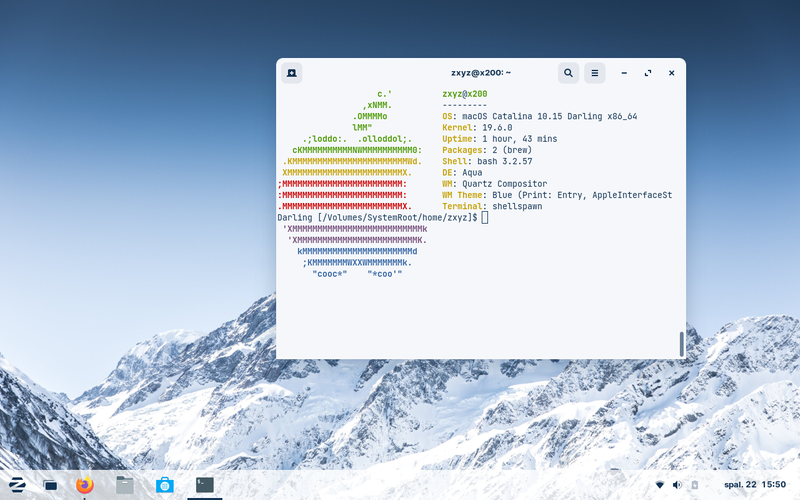 zxyz@x200: ~
c.'
,xNMM.
.OMMMMo
lMM"
.;loddo:. .olloddol;.
cKMMMMMMMMMMNWMMMMMMMMMM0:
.KMMMMMMMMMMMMMMMMMMMMMMMWd.
XMMMMMMMMMMMMMMMMMMMMMMMX.
;MMMMMMMMMMMMMMMMMMMMMMMM:
:MMMMMMMMMMMMMMMMMMMMMMMM:
.MMMMMMMMMMMMMMMMMMMMMMMMX.
zxyz@x200
---------
OS: macOS Catalina 10.15 Darling x86_64
Kernel: 19.6.0
Uptime: 1 hour, 43 mins
Packages: 2 (brew)
Shell: bash 3.2.57
DE: Aqua
WM: Quartz Compositor
WM Theme: Blue (Print: Entry, AppleInterfaceSt
Terminal: shellspawn
Darling [/Volumes/SystemRoot/home/zxyz]$
'XMMMMMMMMMMMMMMMMMMMMMMMMMMk
'XMMMMMMMMMMMMMMMMMMMMMMMMK.
kMMMMMMMMMMMMMMMMMMMMMMd
;KMMMMMMMWXXWMMMMMMMk.
"cooc*" "*coo'"
spal. 22 15:50